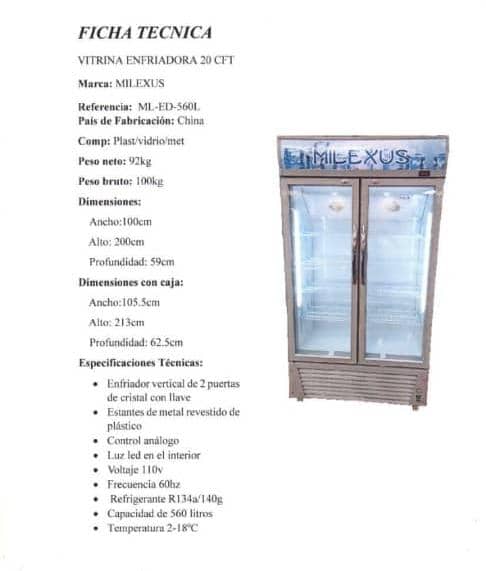 FICHA TECNICA
VITRINA ENFRIADORA 20 CFT
Marca: MILEXUS
Referencia: ML-ED-560L
Pais de Fabricación: China
Comp: Plast/vidrio/met
Peso neto: 92kg
Peso bruto: 100kg
Dimensiones:
Ancho:100cm
Alto: 200cm
Profundidad: 59cm
Dimensiones con caja:
Ancho:105.5cm
Alto: 213cm
Profundidad: 62.5cm
Especificaciones Técnicas:
• Enfriador vertical de 2 puertas
de cristal con llave
• Estantes de metal revestido de
plástico
• Control análogo
• Luz led en el interior
• Voltaje 110v
• Frecuencia 60hz
• Refrigerante R134a/140g
• Capacidad de 560 litros
• Temperatura 2-18ºC
MILEXUS